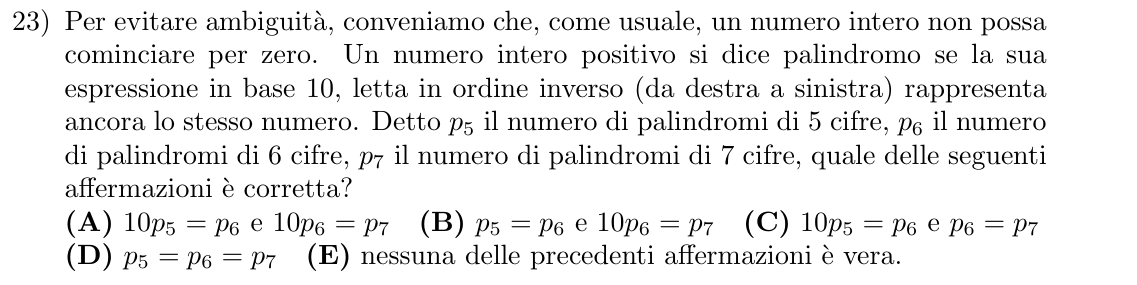 23) Per evitare ambiguità, conveniamo che, come usuale, un numero intero non possa
cominciare per zero. Un numero intero positivo si dice palindromo se la sua
espressione in base 10, letta in ordine inverso (da destra a sinistra) rappresenta
ancora lo stesso numero. Detto p₅ il numero di palindromi di 5 cifre, p₆ il numero
di palindromi di 6 cifre, p₇ il numero di palindromi di 7 cifre, quale delle seguenti
affermazioni è corretta?
(A) 10p₅ = p₆ e 10p₆ = p₇ (B) p₅ = p₆ e 10p₆ = p₇ (C) 10p₅ = p₆ e p₆ = p₇
(D) p₅ = p₆ = p₇ (E) nessuna delle precedenti affermazioni è vera.